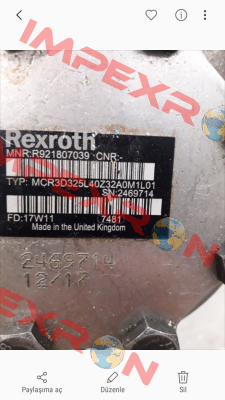 IMPEXRON
Rexroth
MNR:R921807039 CNR:-
TYP: MCR3D325L40Z32A0M1L01
SN:2469714
FD:17W11 7481
Made in the United Kingdom
2469714
12/17
Paylaşıma aç Düzenle Sil